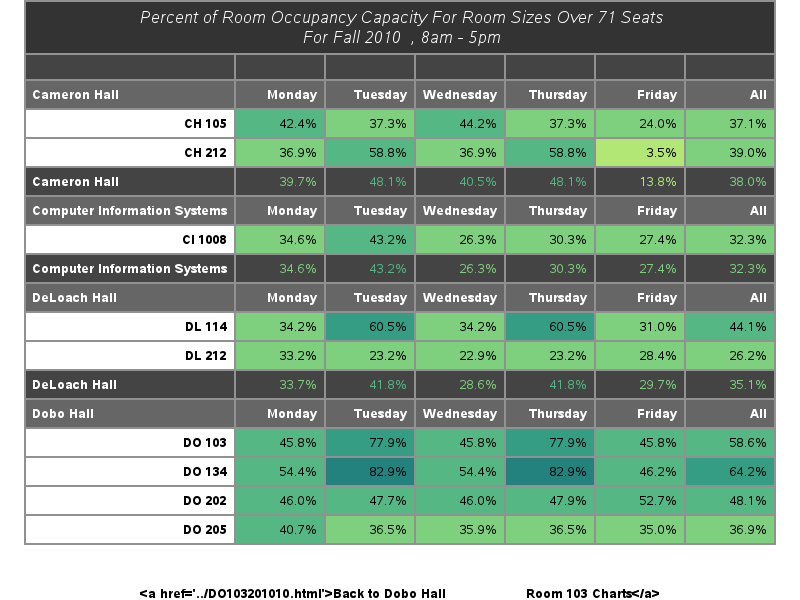 Percent of Room Occupancy Capacity For Room Sizes Over 71 Seats
For Fall 2010 , 8am - 5pm
Cameron Hall Monday Tuesday Wednesday Thursday Friday All
CH 105 42.4% 37.3% 44.2% 37.3% 24.0% 37.1%
CH 212 36.9% 58.8% 36.9% 58.8% 3.5% 39.0%
Cameron Hall 39.7% 48.1% 40.5% 48.1% 13.8% 38.0%
Computer Information Systems Monday Tuesday Wednesday Thursday Friday All
CI 1008 34.6% 43.2% 26.3% 30.3% 27.4% 32.3%
Computer Information Systems 34.6% 43.2% 26.3% 30.3% 27.4% 32.3%
DeLoach Hall Monday Tuesday Wednesday Thursday Friday All
DL 114 34.2% 60.5% 34.2% 60.5% 31.0% 44.1%
DL 212 33.2% 23.2% 22.9% 23.2% 28.4% 26.2%
DeLoach Hall 33.7% 41.8% 28.6% 41.8% 29.7% 35.1%
Dobo Hall Monday Tuesday Wednesday Thursday Friday All
DO 103 45.8% 77.9% 45.8% 77.9% 45.8% 58.6%
DO 134 54.4% 82.9% 54.4% 82.9% 46.2% 64.2%
DO 202 46.0% 47.7% 46.0% 47.9% 52.7% 48.1%
DO 205 40.7% 36.5% 35.9% 36.5% 35.0% 36.9%
<a href='../DO103201010.html'>Back to Dobo Hall Room 103 Charts</a>